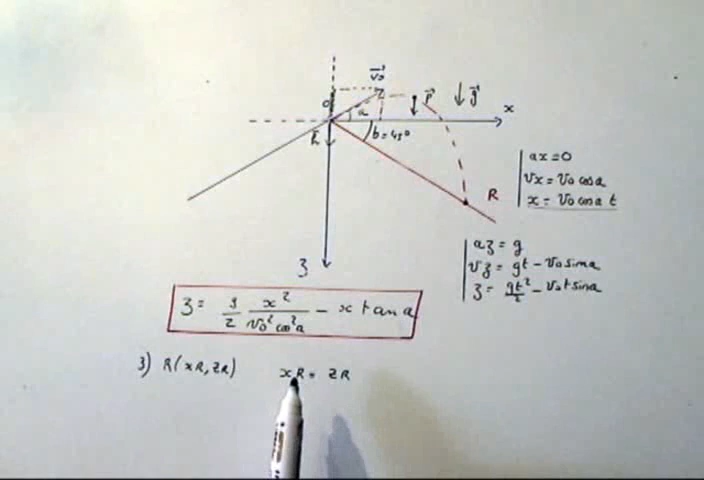 v₀
0
a
P
g
x
b = 45°
k
R
z
ax = 0
vx = v₀ cos a
x = v₀ cos a t
az = g
vz = gt - v₀ sin a
z = gt²/2 - v₀ t sin a
z = g/2 x²/v₀² cos² a - x tan a
3) R(xR, zR) xR = zR